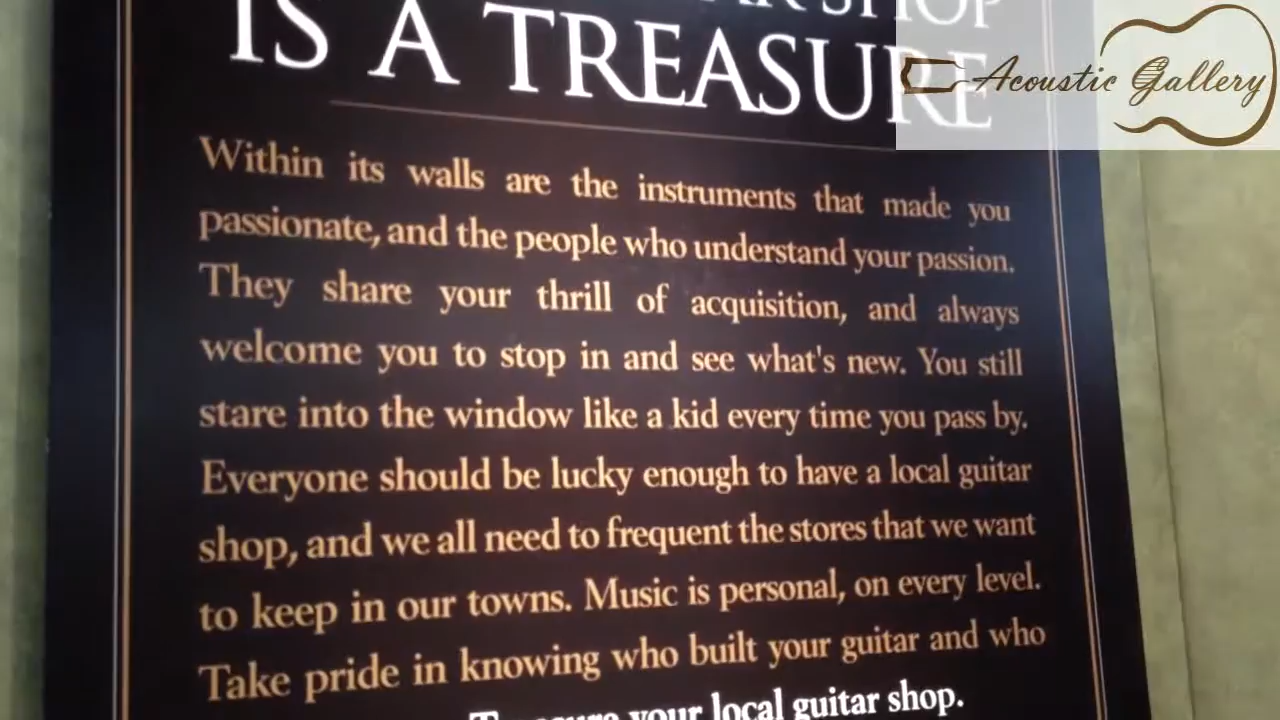 SHOP
IS A TREASURE
Acoustic Gallery
Within its walls are the instruments that made you
passionate, and the people who understand your passion.
They share your thrill of acquisition, and always
welcome you to stop in and see what's new. You still
stare into the window like a kid every time you pass by.
Everyone should be lucky enough to have a local guitar
shop, and we all need to frequent the stores that we want
to keep in our towns. Music is personal, on every level.
Take pride in knowing who built your guitar and who
your local guitar shop.